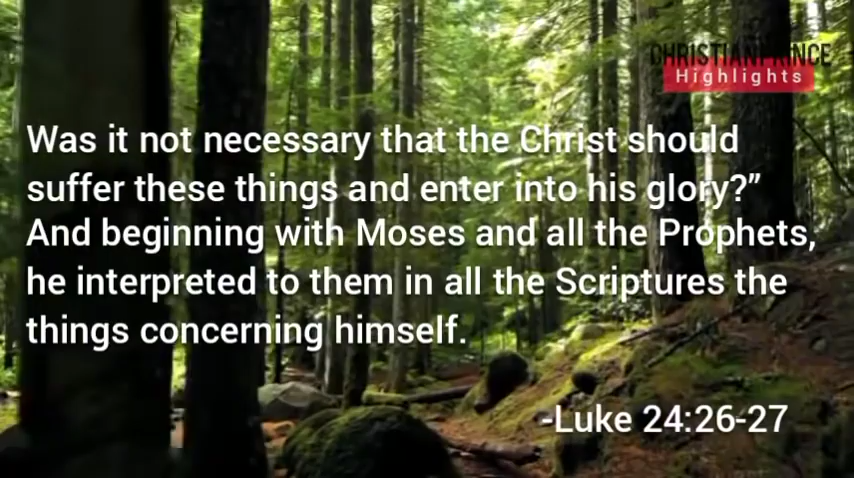 CHRISTIAN PRINCE
Highlights
Was it not necessary that the Christ should
suffer these things and enter into his glory?”
And beginning with Moses and all the Prophets,
he interpreted to them in all the Scriptures the
things concerning himself.
-Luke 24:26-27